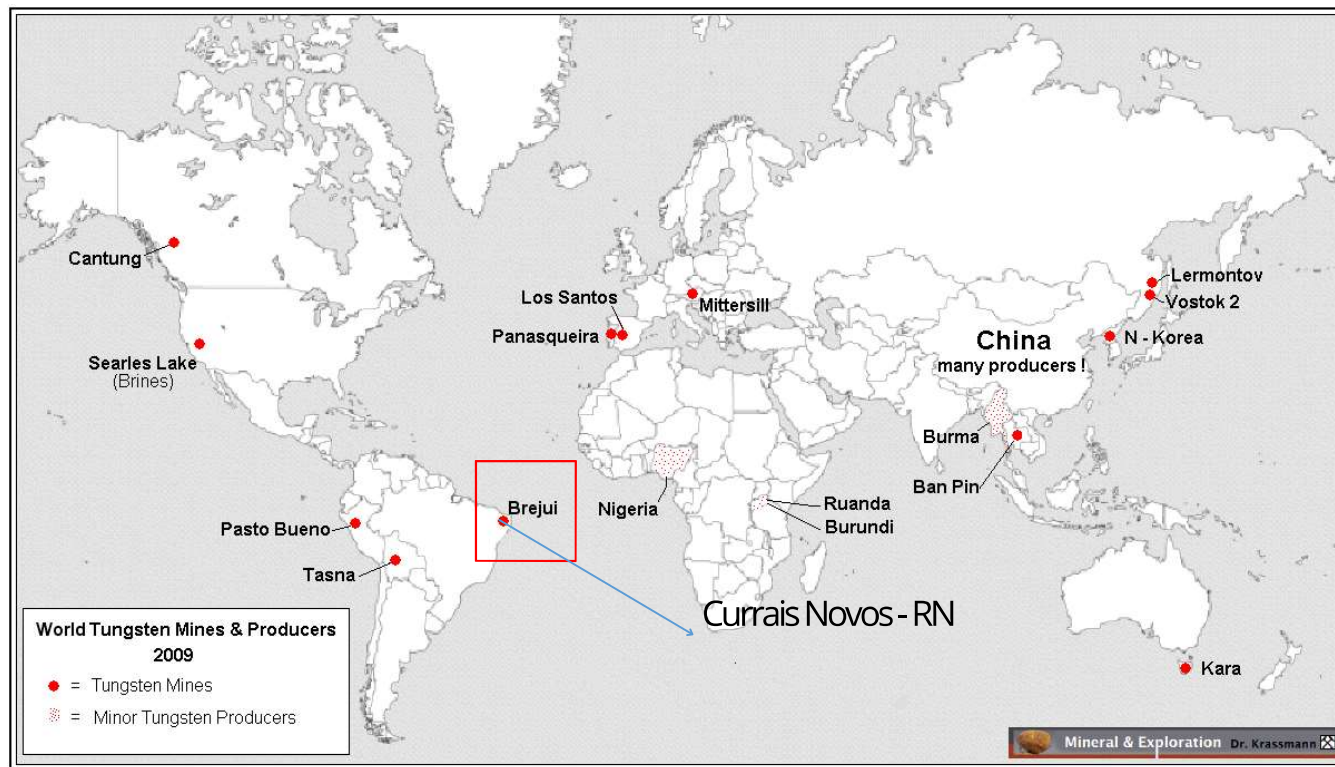 Cantung
Searles Lake
(Brines)
Los Santos
Panasqueira
Mittersill
Lermontov
Vostok 2
N - Korea
China
many producers !
Burma
Ban Pin
Nigeria
Ruanda
Burundi
Brejui
Pasto Bueno
Tasna
Currais Novos - RN
Kara
World Tungsten Mines & Producers
2009
= Tungsten Mines
= Minor Tungsten Producers
Mineral & Exploration Dr. Krassmann